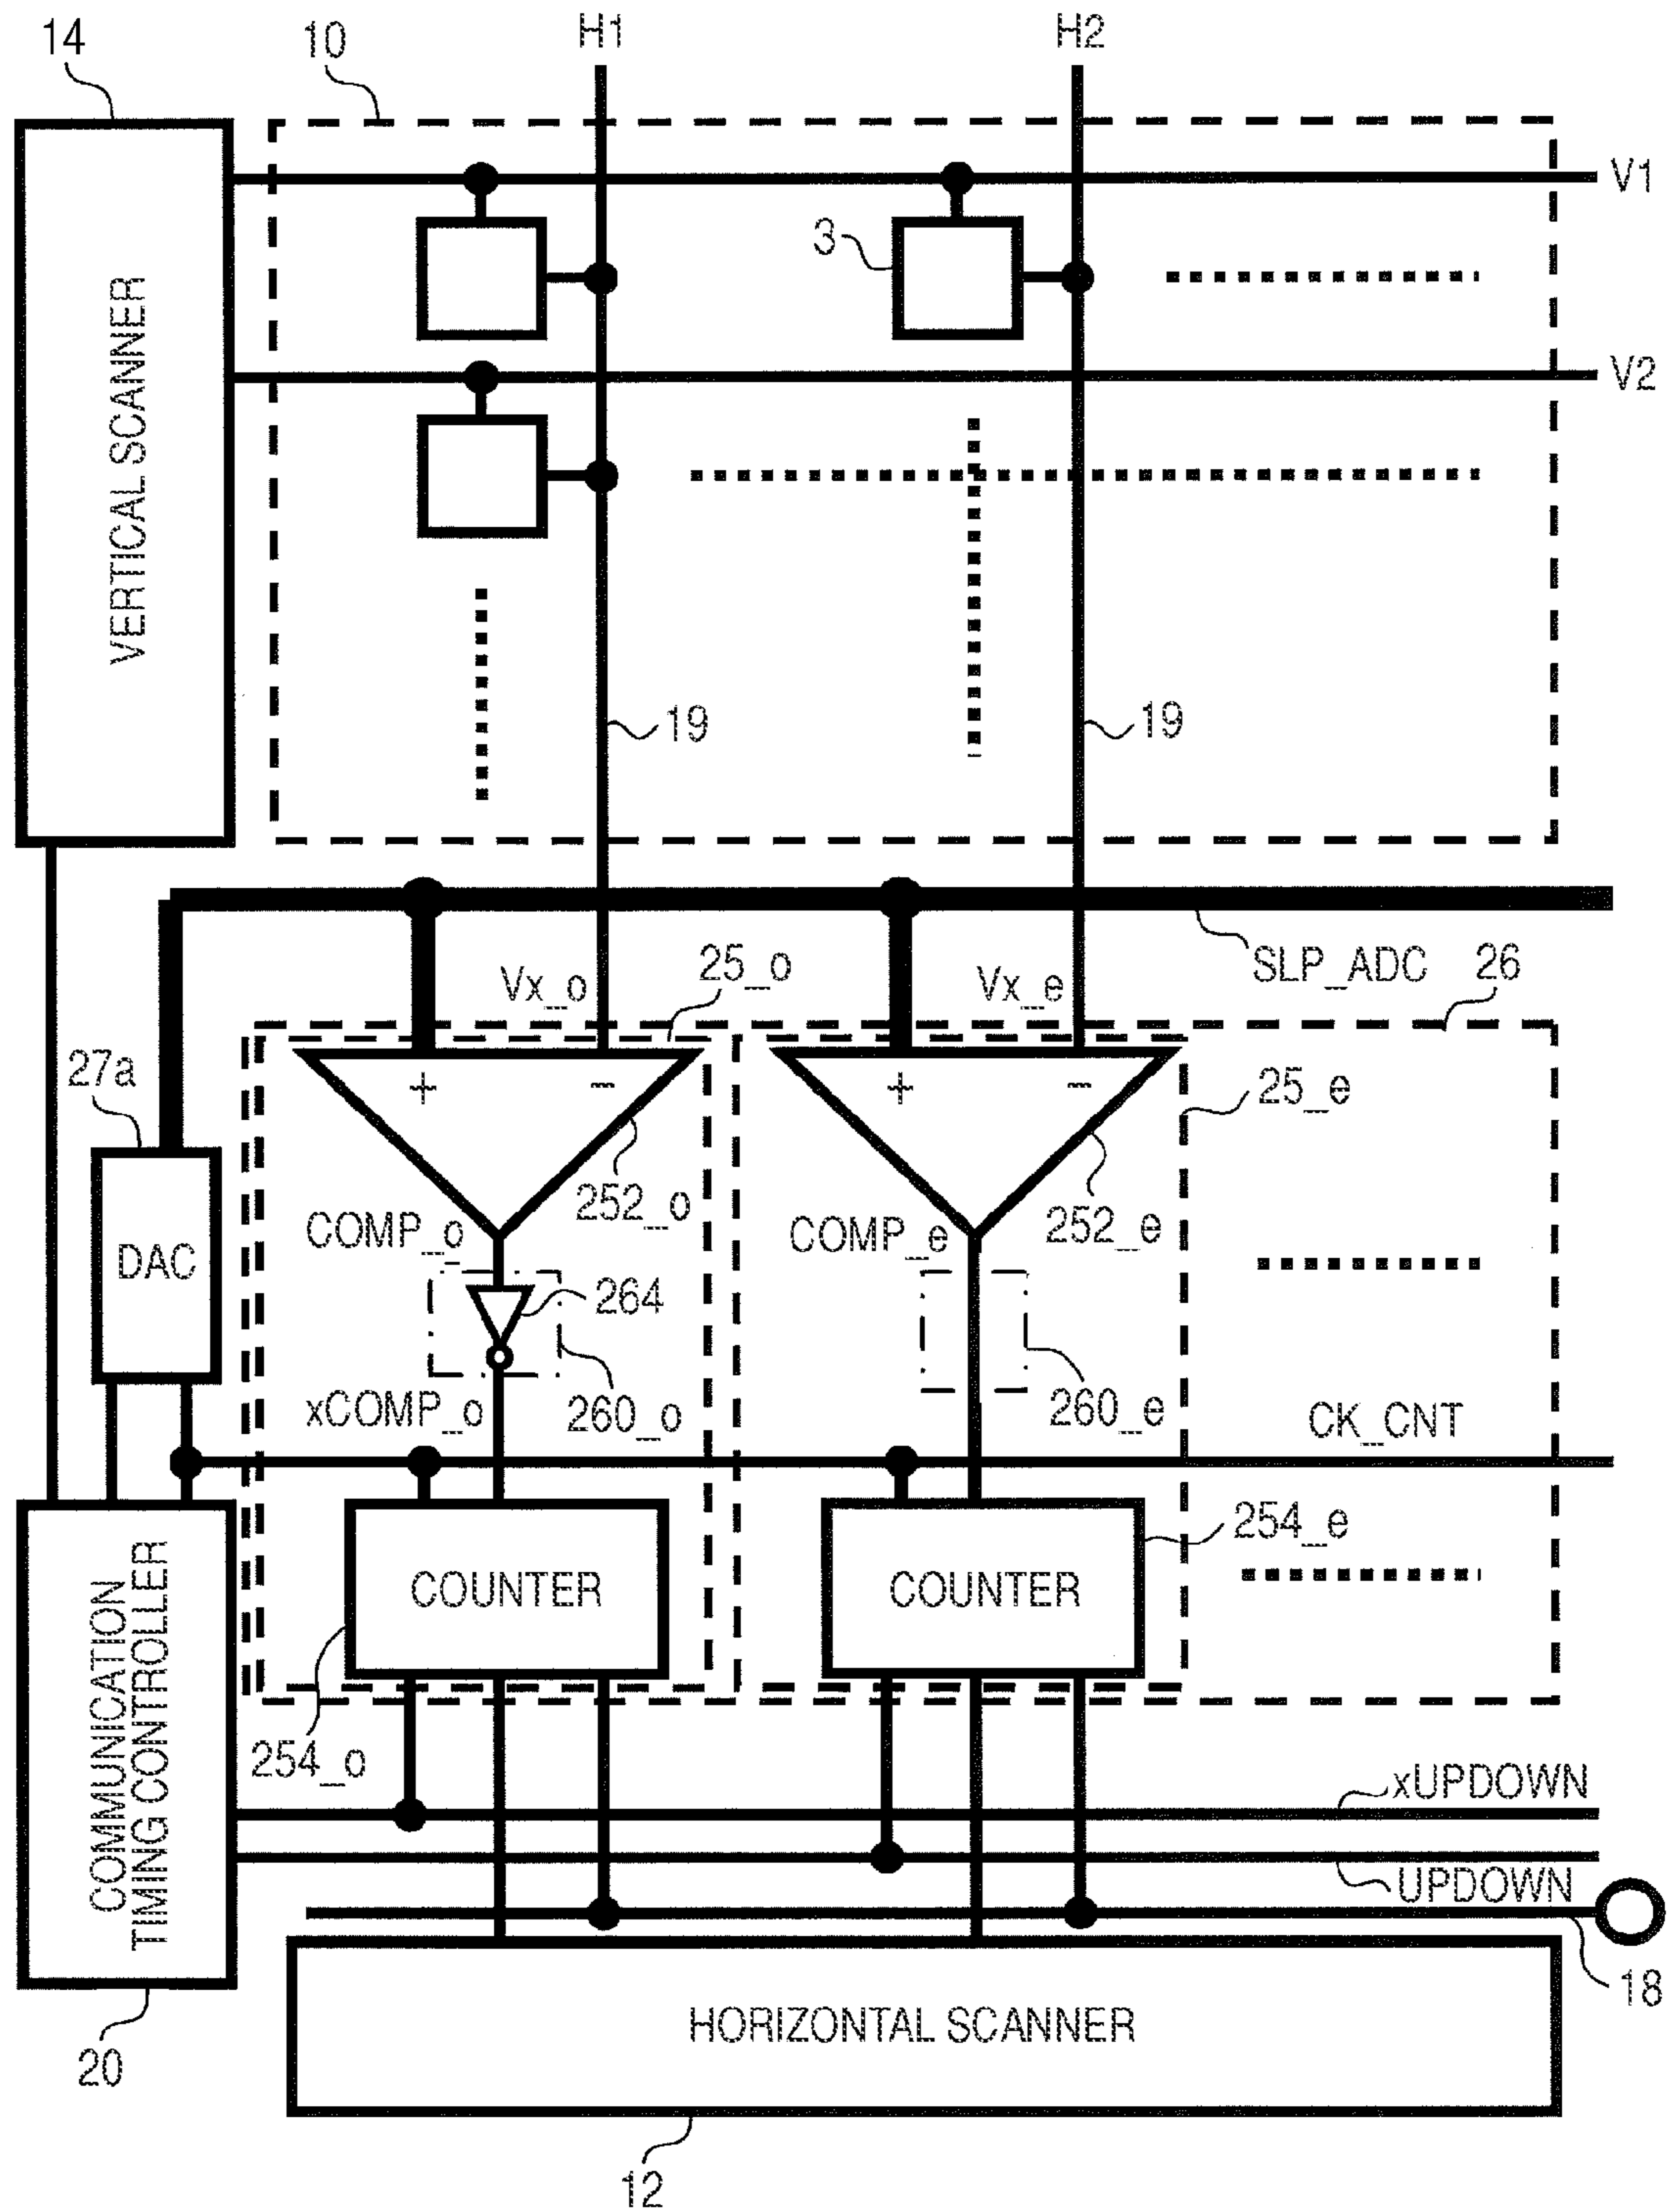 14
10
H1
H2
V1
3
V2
VERTICAL SCANNER
19
19
SLP_ADC
26
Vx_o
25_o
Vx_e
27a
+
−
+
−
25_e
252_o
252_e
COMP_o
COMP_e
DAC
264
xCOMP_o
260_o
260_e
CK_CNT
254_e
COUNTER
COUNTER
COMMUNICATION
TIMING CONTROLLER
254_o
xUPDOWN
UPDOWN
18
HORIZONTAL SCANNER
20
12